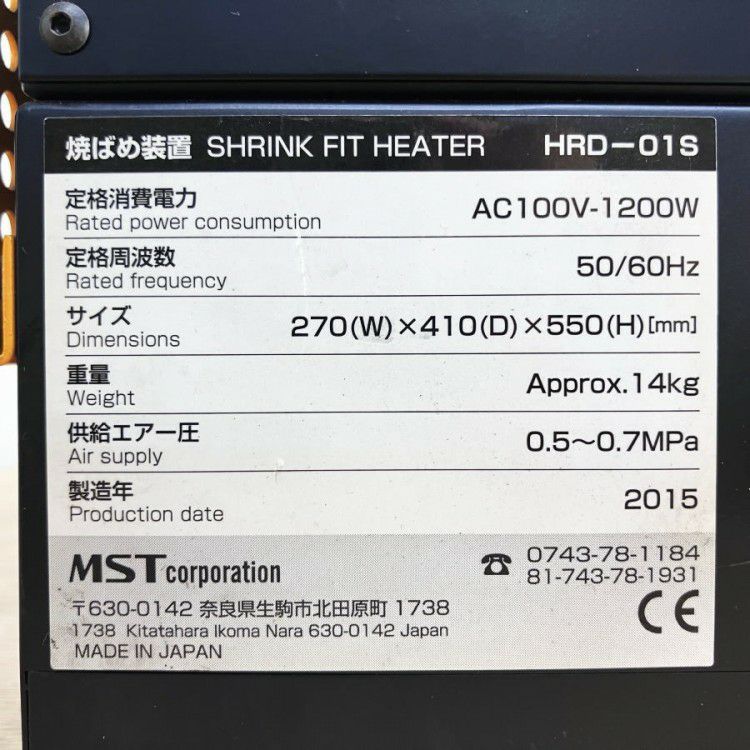 焼ばめ装置 SHRINK FIT HEATER HRD-01S
定格消費電力
Rated power consumption
AC100V-1200W
定格周波数
Rated frequency
50/60Hz
サイズ
Dimensions
270(W)×410(D)×550(H)[mm]
重量
Weight
Approx.14kg
供給エアー圧
Air supply
0.5～0.7MPa
製造年
Production date
2015
MST corporation
☎ 0743-78-1184
81-743-78-1931
〒630-0142 奈良県生駒市北田原町 1738
1738 Kitatahara Ikoma Nara 630-0142 Japan
MADE IN JAPAN
CE